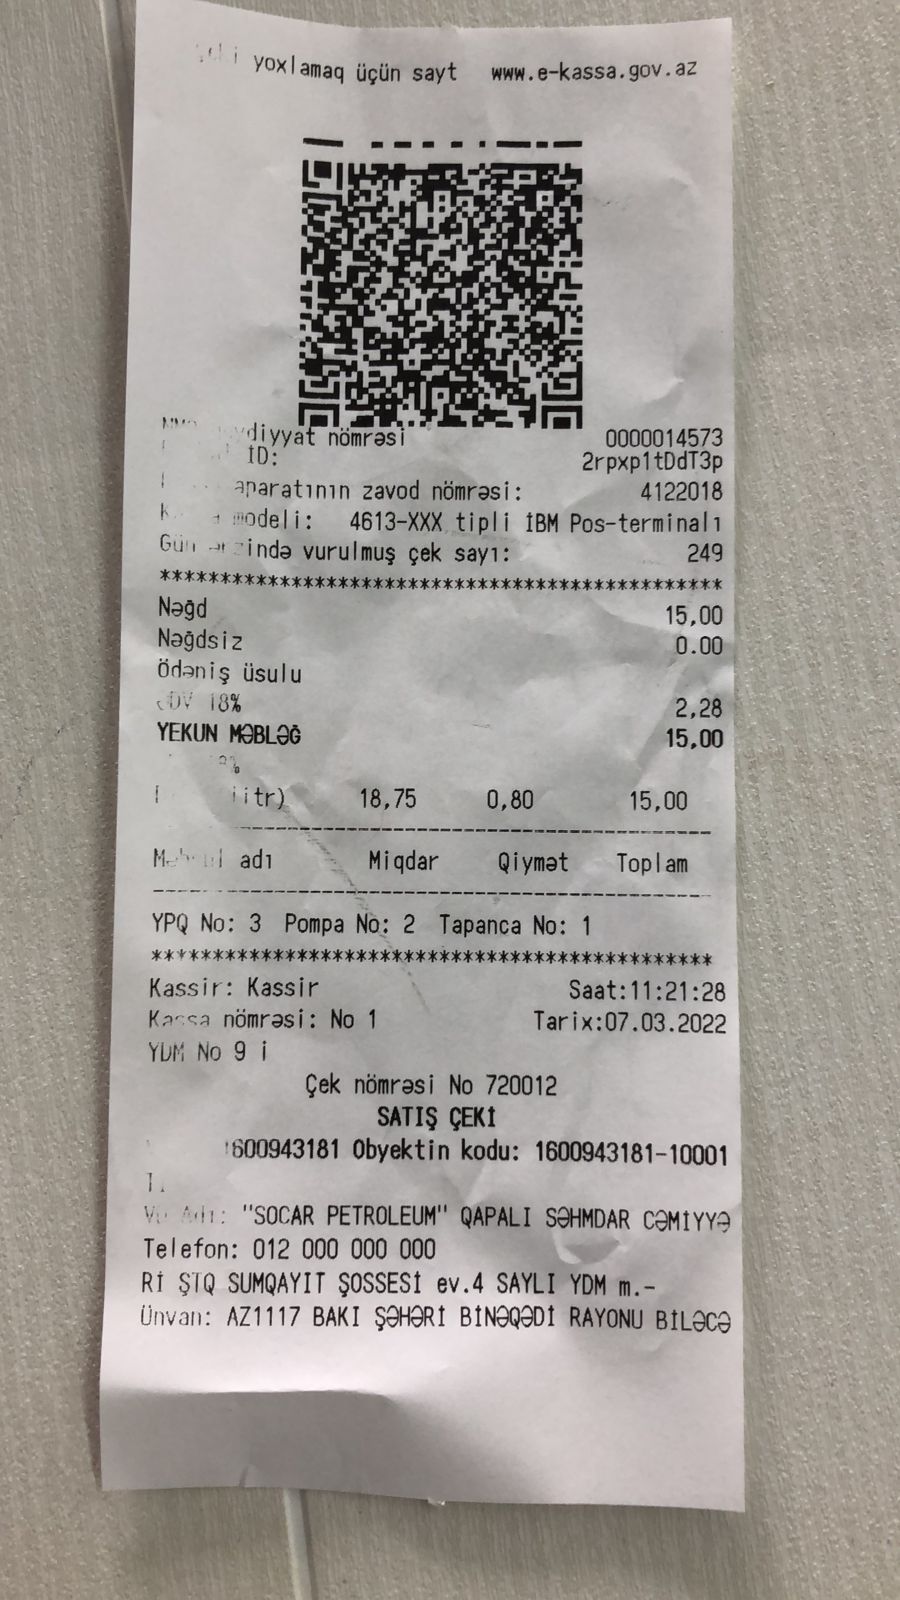 yoxlamaq üçün sayt www.e-kassa.gov.az
nömrəsi 0000014573
ID: 2rpxp1tDdT3p
aparatının zavod nömrəsi: 4122018
modeli: 4613-XXX tipli İBM Pos-terminalı
Gün ərzində vurulmuş çek sayı: 249
************************************************
Nəğd 15,00
Nəğdsiz 0.00
Ödəniş üsulu
ƏDV 18% 2,28
YEKUN MƏBLƏĞ 15,00
18,75 0,80 15,00
Məhsul adı Miqdar Qiymət Toplam
YPQ No: 3 Pompa No: 2 Tapanca No: 1
************************************************
Kassir: Kassir Saat:11:21:28
Kassa nömrəsi: No 1 Tarix:07.03.2022
YDM No 9 i
Çek nömrəsi No 720012
SATIŞ ÇEKİ
1600943181 Obyektin kodu: 1600943181-10001
Adı: "SOCAR PETROLEUM" QAPALI SƏHMDAR CƏMİYYƏ
Telefon: 012 000 000 000
Rİ ŞTQ SUMQAYIT ŞOSSESİ ev.4 SAYLI YDM m.-
Ünvan: AZ1117 BAKI ŞƏHƏRİ BİNƏQƏDİ RAYONU BİLƏCƏ